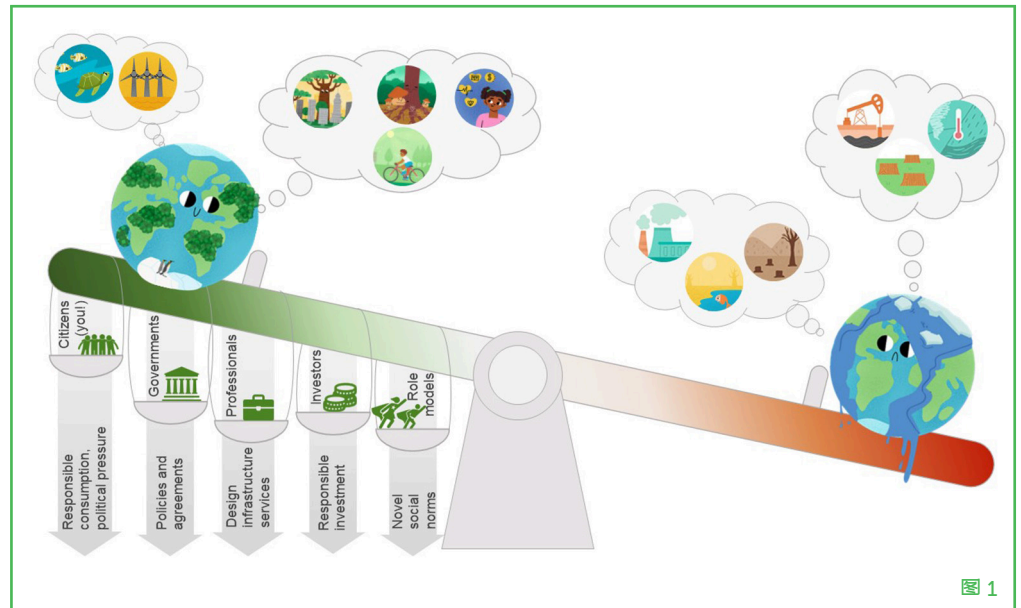 Citizens
(you!)
Governments
Professionals
Investors
Role
models
Responsible
consumption,
political pressure
Policies and
agreements
Design
infrastructure
services
Responsible
investment
Novel
social
norms
图 1